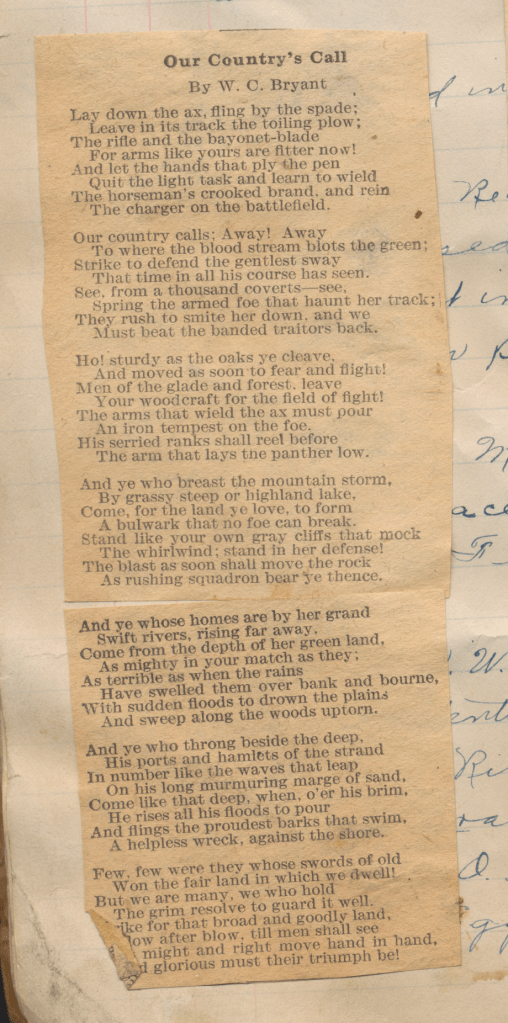 Our Country's Call
By W. C. Bryant
Lay down the ax, fling by the spade;
Leave in its track the toiling plow;
The rifle and the bayonet-blade
For arms like yours are fitter now!
And let the hands that ply the pen
Quit the light task and learn to wield
The horseman's crooked brand, and rein
The charger on the battlefield.
Our country calls; Away! Away
To where the blood stream blots the green;
Strike to defend the gentlest sway
That time in all his course has seen.
See, from a thousand coverts—see,
Spring the armed foe that haunt her track;
They rush to smite her down, and we
Must beat the banded traitors back.
Ho! sturdy as the oaks ye cleave,
And moved as soon to fear and flight!
Men of the glade and forest, leave
Your woodcraft for the field of fight!
The arms that wield the ax must pour
An iron tempest on the foe.
His serried ranks shall reel before
The arm that lays the panther low.
And ye who breast the mountain storm,
By grassy steep or highland lake,
Come, for the land ye love, to form
A bulwark that no foe can break.
Stand like your own gray cliffs that mock
The whirlwind; stand in her defense!
The blast as soon shall move the rock
As rushing squadron bear ye thence.
And ye whose homes are by her grand
Swift rivers, rising far away,
Come from the depth of her green land,
As mighty in your match as they;
As terrible as when the rains
Have swelled them over bank and bourne,
With sudden floods to drown the plains
And sweep along the woods uptorn.
And ye who throng beside the deep,
His ports and hamlets of the strand
In number like the waves that leap
On his long murmuring marge of sand,
Come like that deep, when, o'er his brim,
He rises all his floods to pour
And flings the proudest barks that swim,
A helpless wreck, against the shore.
Few, few were they whose swords of old
Won the fair land in which we dwell!
But we are many, we who hold
The grim resolve to guard it well.
ike for that broad and goodly land,
low after blow, till men shall see
might and right move hand in hand,
d glorious must their triumph be!